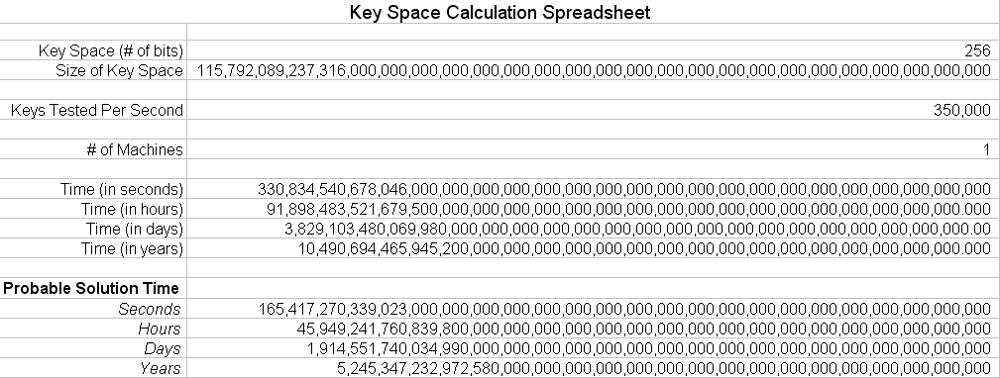 Key Space Calculation Spreadsheet
Key Space (# of bits) 256
Size of Key Space 115,792,089,237,316,000,000,000,000,000,000,000,000,000,000,000,000,000,000,000,000,000,000,000,000,000
Keys Tested Per Second 350,000
# of Machines 1
Time (in seconds) 330,834,540,678,046,000,000,000,000,000,000,000,000,000,000,000,000,000,000,000,000,000,000,000
Time (in hours) 91,898,483,521,679,500,000,000,000,000,000,000,000,000,000,000,000,000,000,000,000,000,000.000
Time (in days) 3,829,103,480,069,980,000,000,000,000,000,000,000,000,000,000,000,000,000,000,000,000,000.00
Time (in years) 10,490,694,465,945,200,000,000,000,000,000,000,000,000,000,000,000,000,000,000,000,000.000
Probable Solution Time
Seconds 165,417,270,339,023,000,000,000,000,000,000,000,000,000,000,000,000,000,000,000,000,000,000,000
Hours 45,949,241,760,839,800,000,000,000,000,000,000,000,000,000,000,000,000,000,000,000,000,000
Days 1,914,551,740,034,990,000,000,000,000,000,000,000,000,000,000,000,000,000,000,000,000,000
Years 5,245,347,232,972,580,000,000,000,000,000,000,000,000,000,000,000,000,000,000,000,000